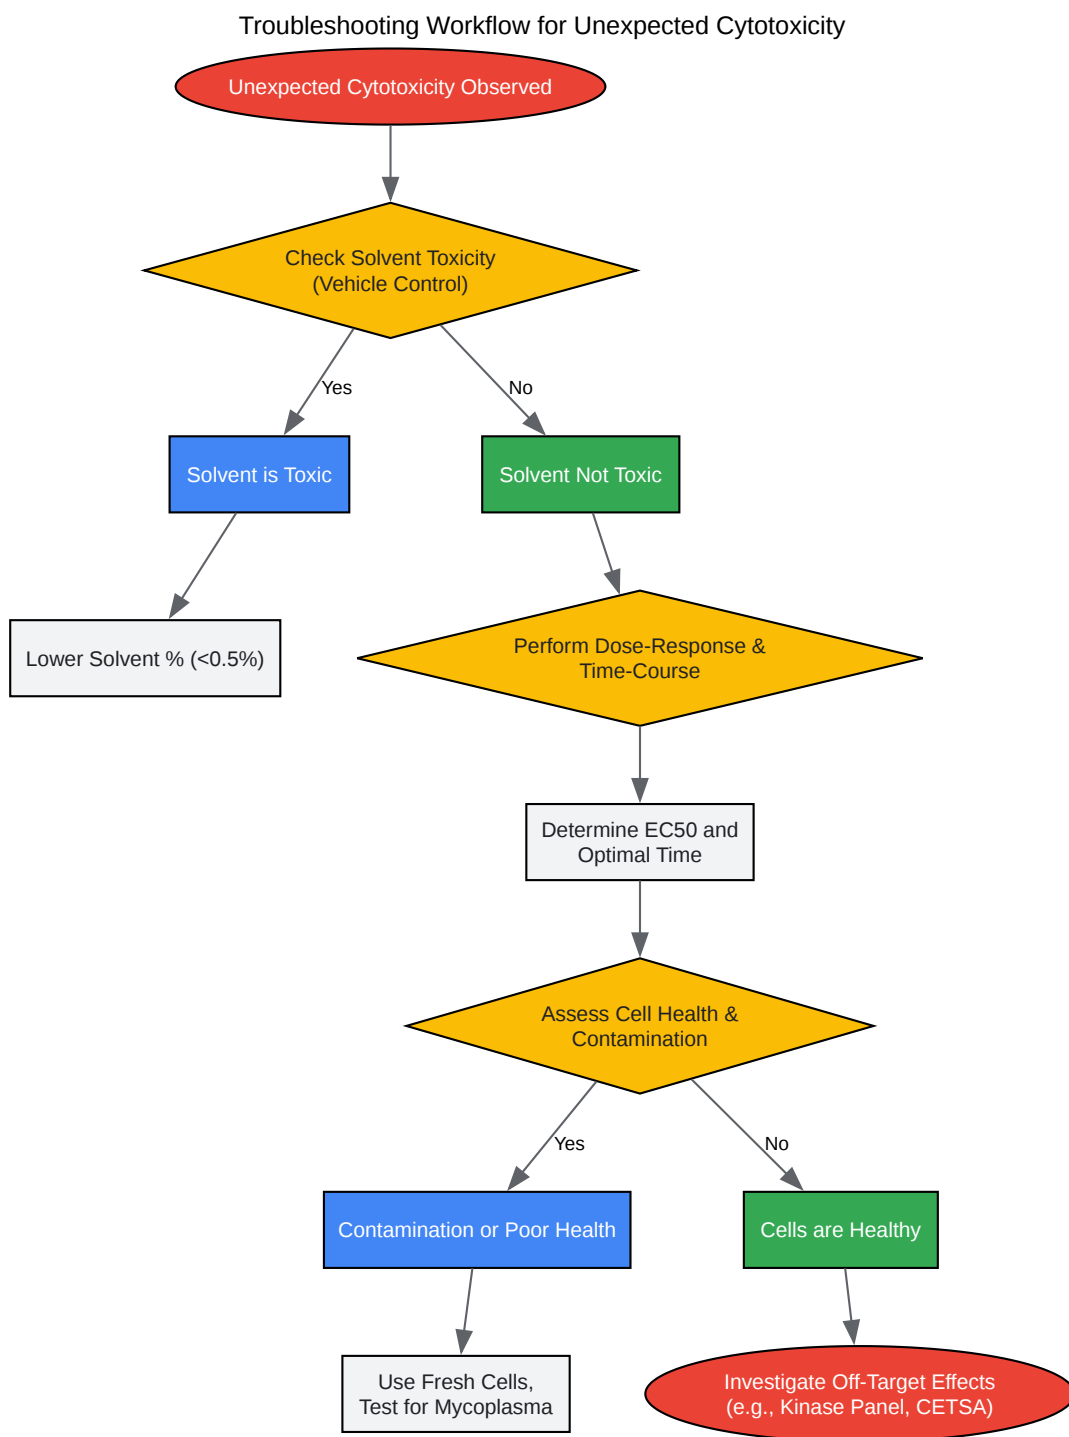 Troubleshooting Workflow for Unexpected Cytotoxicity
Unexpected Cytotoxicity Observed
Check Solvent Toxicity
(Vehicle Control)
Yes
No
Solvent is Toxic
Solvent Not Toxic
Lower Solvent % (<0.5%)
Perform Dose-Response &
Time-Course
Determine EC50 and
Optimal Time
Assess Cell Health &
Contamination
Yes
No
Contamination or Poor Health
Cells are Healthy
Use Fresh Cells,
Test for Mycoplasma
Investigate Off-Target Effects
(e.g., Kinase Panel, CETSA)